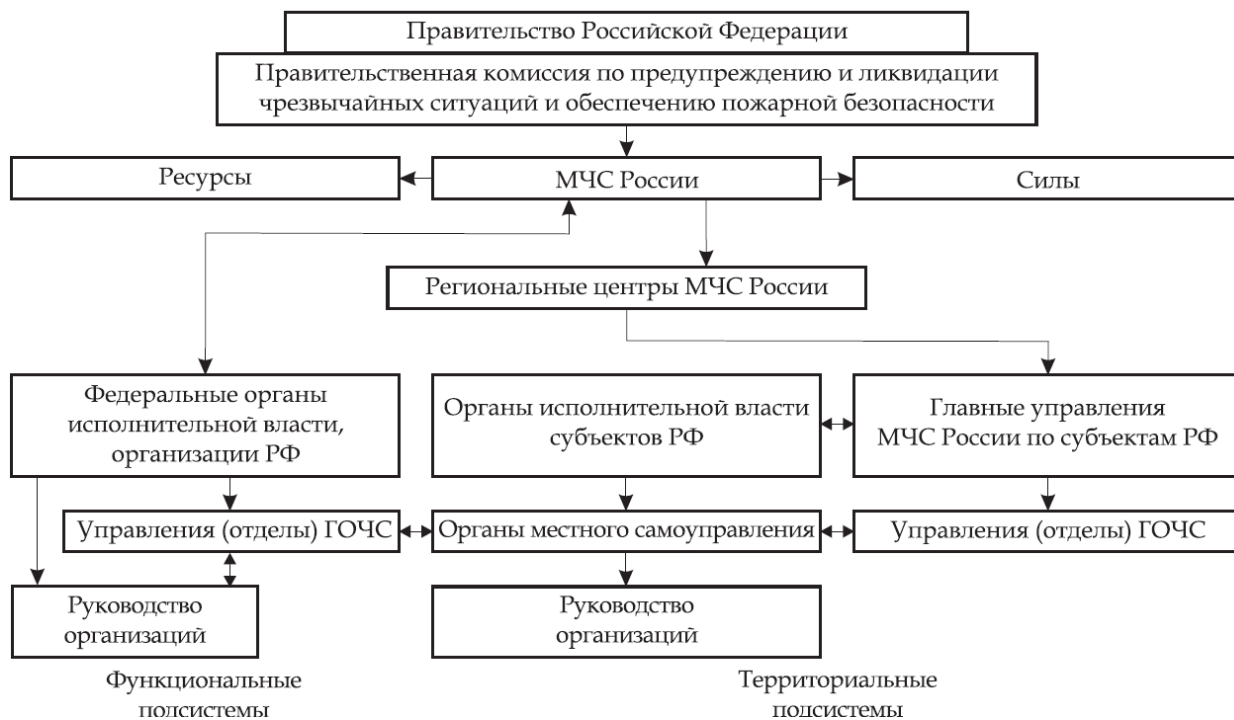 Правительство Российской Федерации
Правительственная комиссия по предупреждению и ликвидации
чрезвычайных ситуаций и обеспечению пожарной безопасности
Ресурсы
МЧС России
Силы
Региональные центры МЧС России
Федеральные органы
исполнительной власти,
организации РФ
Органы исполнительной власти
субъектов РФ
Главные управления
МЧС России по субъектам РФ
Управления (отделы) ГОЧС
Органы местного самоуправления
Управления (отделы) ГОЧС
Руководство
организаций
Руководство
организаций
Функциональные
подсистемы
Территориальные
подсистемы